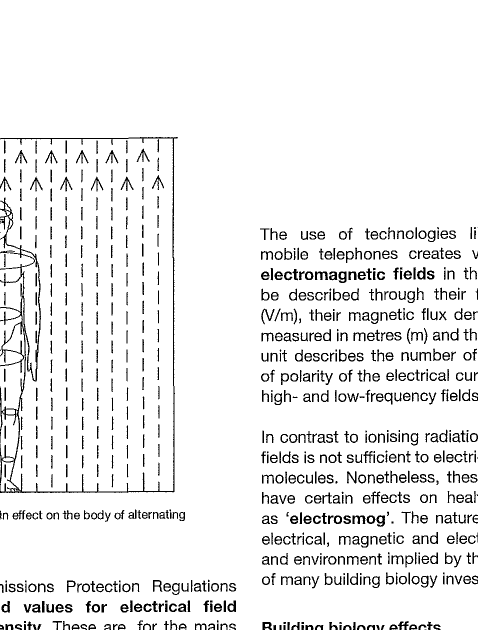 in effect on the body of alternating
missions Protection Regulations
d values for electrical field
ensity. These are, for the mains
The use of technologies li
mobile telephones creates v
electromagnetic fields in th
be described through their f
(V/m), their magnetic flux den
measured in metres (m) and th
unit describes the number of
of polarity of the electrical cur
high- and low-frequency fields
In contrast to ionising radiatio
fields is not sufficient to electri
molecules. Nonetheless, thes
have certain effects on healt
as ‘electrosmog’. The nature
electrical, magnetic and elect
and environment implied by th
of many building biology inves
Building biology effects